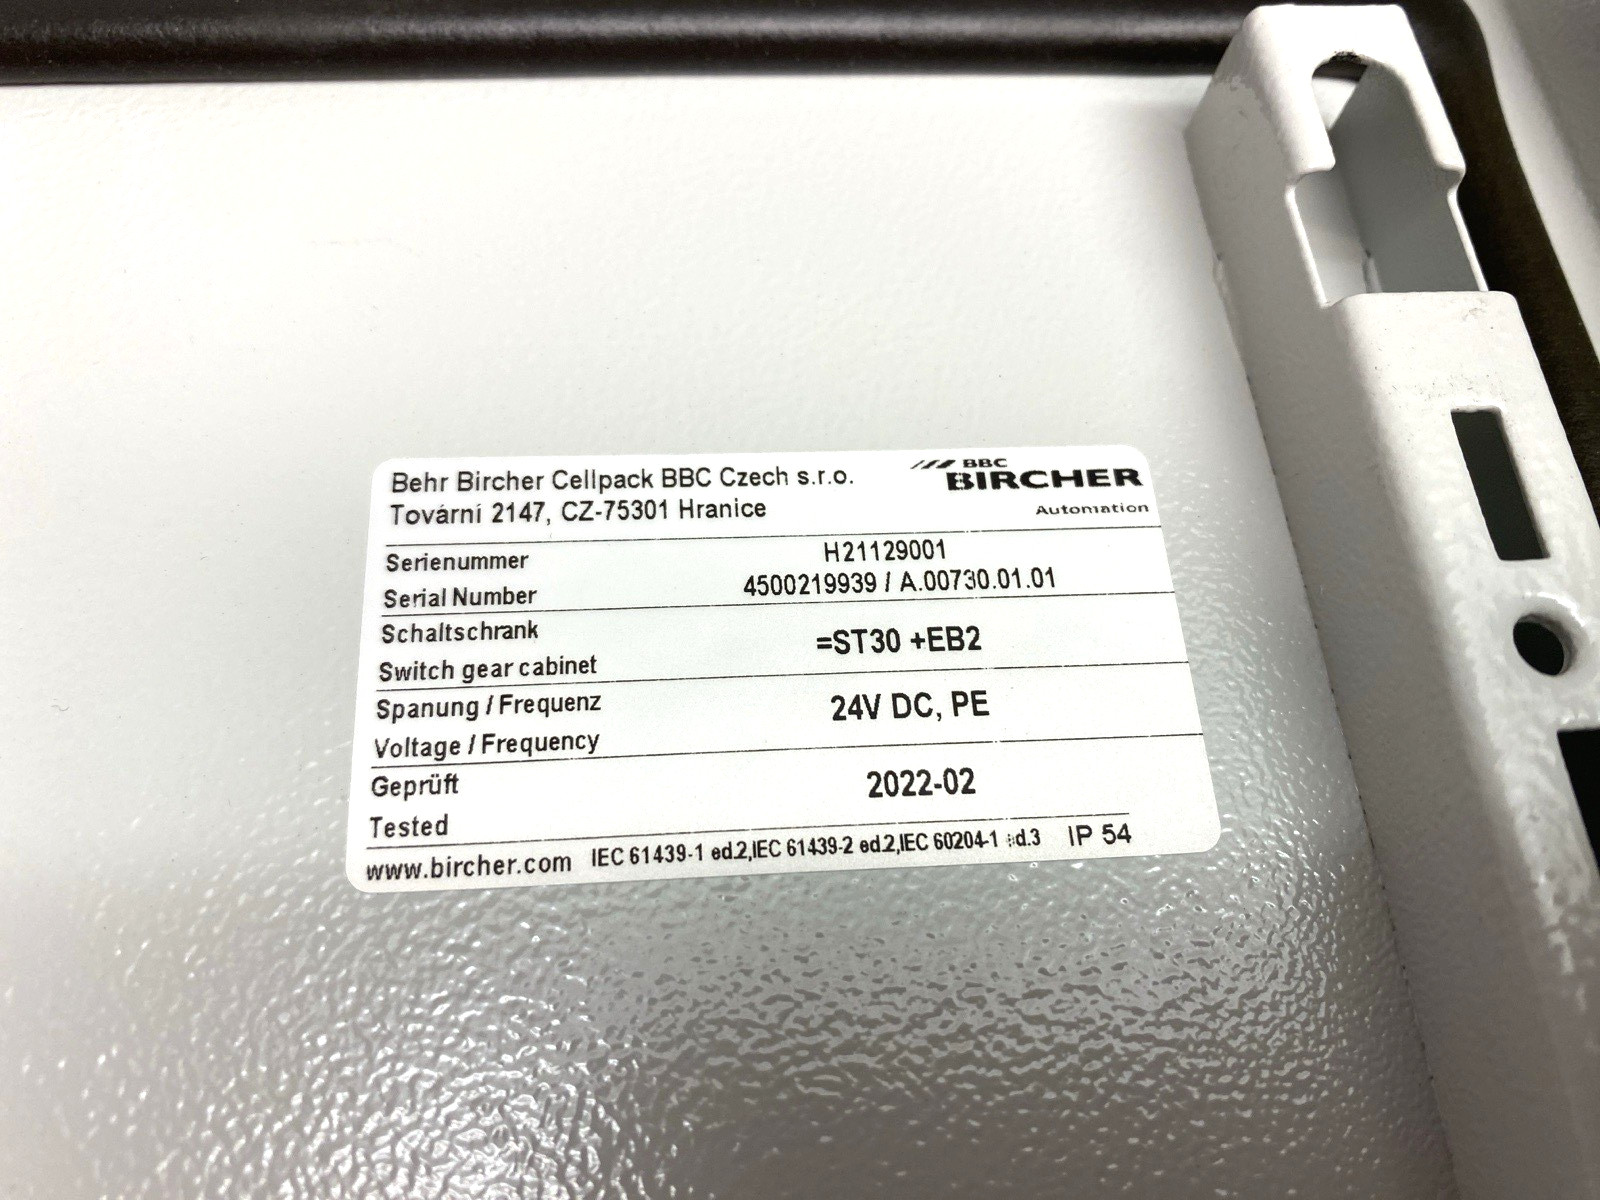 Behr Bircher Cellpack BBC Czech s.r.o.
Tovární 2147, CZ-75301 Hranice
BBC
BIRCHER
Automation
Serienummer
H21129001
Serial Number
4500219939 / A.00730.01.01
Schaltschrank
Switch gear cabinet
=ST30 +EB2
Spanung / Frequenz
Voltage / Frequency
24V DC, PE
Geprüft
Tested
2022-02
www.bircher.com IEC 61439-1 ed.2,IEC 61439-2 ed.2,IEC 60204-1 ed.3 IP 54